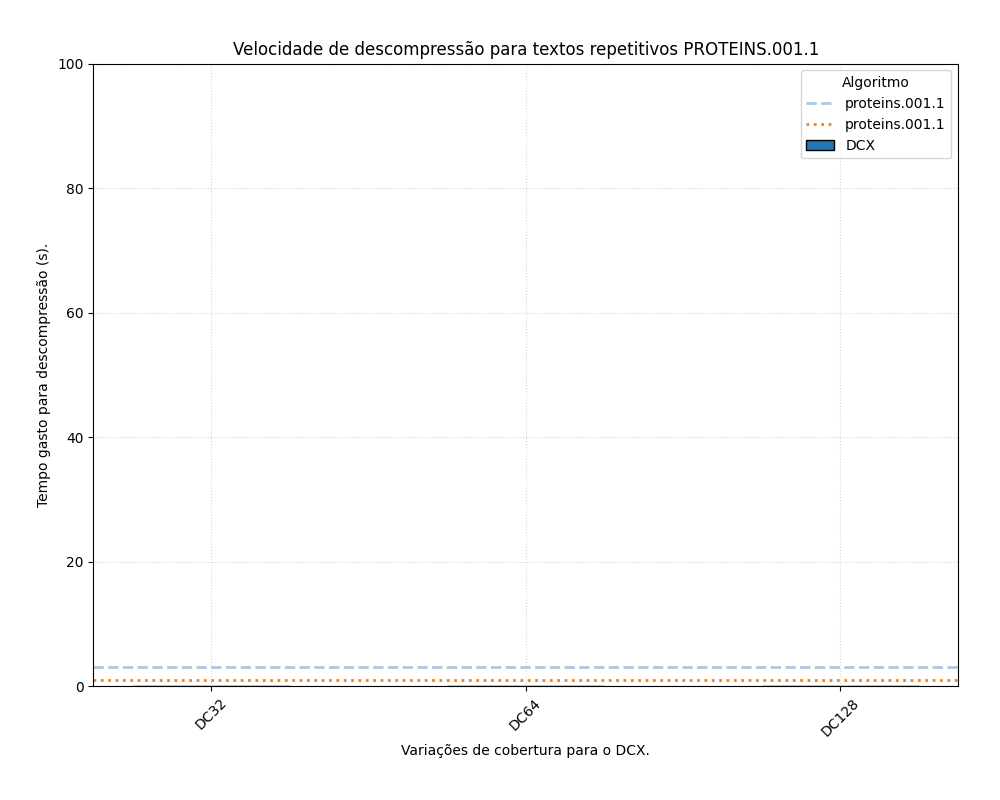 Velocidade de descompressão para textos repetitivos PROTEINS.001.1
Algoritmo
proteins.001.1
proteins.001.1
DCX
Tempo gasto para descompressão (s).
100
80
60
40
20
0
DC32
DC64
DC128
Variações de cobertura para o DCX.